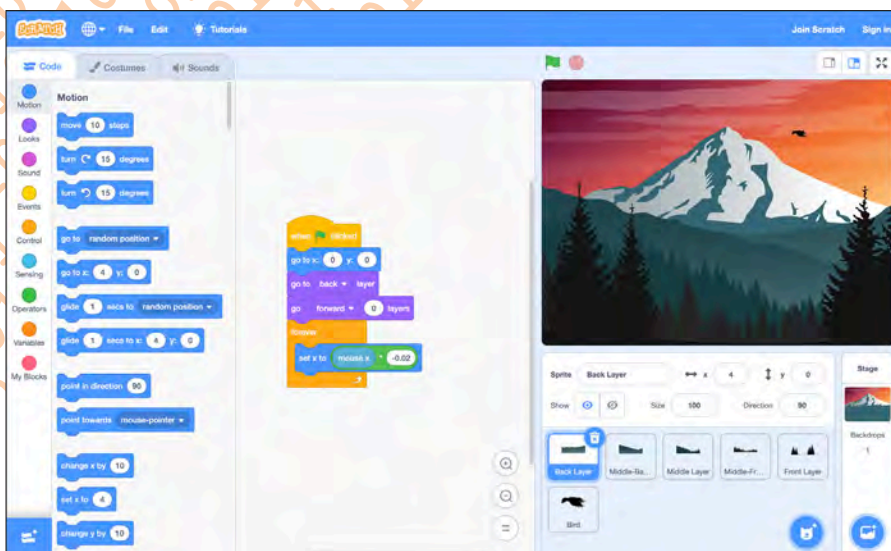 SCRATCH File Edit Tutorials Join Scratch Sign in
Code Costumes Sounds
Motion
Looks
Sound
Events
Control
Sensing
Operators
Variables
My Blocks
Motion
move 10 steps
turn 15 degrees
turn 15 degrees
go to random position
go to x: 4 y: 0
glide 1 secs to random position
glide 1 secs to x: 4 y: 0
point in direction 90
point towards mouse-pointer
change x by 10
set x to 4
change y by 10
when clicked
go to x: 0 y: 0
go to back layer
go forward 0 layers
forever
set x to mouse x * -0.02
Sprite Back Layer x 4 y 0
Show Size 100 Direction 90
Back Layer Middle-Ba... Middle Layer Middle-Fr... Front Layer
Bird
Stage
Backdrops
1